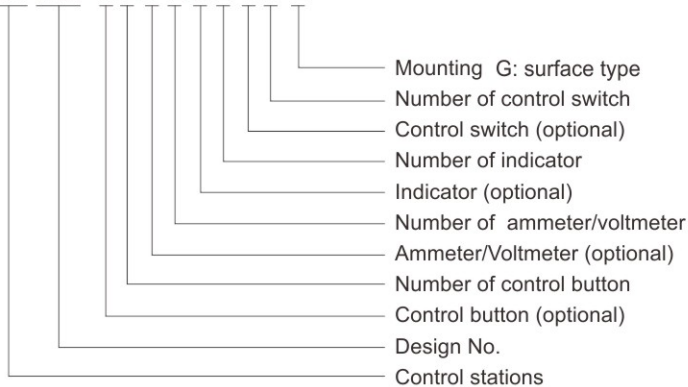 Mounting G: surface type
Number of control switch
Control switch (optional)
Number of indicator
Indicator (optional)
Number of ammeter/voltmeter
Ammeter/Voltmeter (optional)
Number of control button
Control button (optional)
Design No.
Control stations